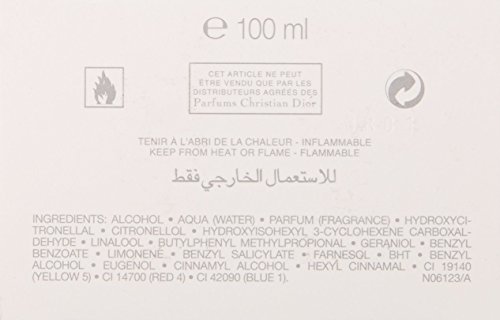 e 100 ml
CET ARTICLE NE PEUT
ÊTRE VENDU QUE PAR LES
DISTRIBUTEURS AGRÉÉS DES
Parfums Christian Dior
TENIR À L'ABRI DE LA CHALEUR - INFLAMMABLE
KEEP FROM HEAT OR FLAME - FLAMMABLE
للاستعمال الخارجي فقط
INGREDIENTS: ALCOHOL • AQUA (WATER) • PARFUM (FRAGRANCE) • HYDROXYCI-
TRONELLAL • CITRONELLOL • HYDROXYISOHEXYL 3-CYCLOHEXENE CARBOXAL-
DEHYDE • LINALOOL • BUTYLPHENYL METHYLPROPIONAL • GERANIOL • BENZYL
BENZOATE • LIMONENE • BENZYL SALICYLATE • FARNESOL • BHT • BENZYL
ALCOHOL • EUGENOL • CINNAMYL ALCOHOL • HEXYL CINNAMAL • CI 19140
(YELLOW 5) • CI 14700 (RED 4) • CI 42090 (BLUE 1). N06123/A